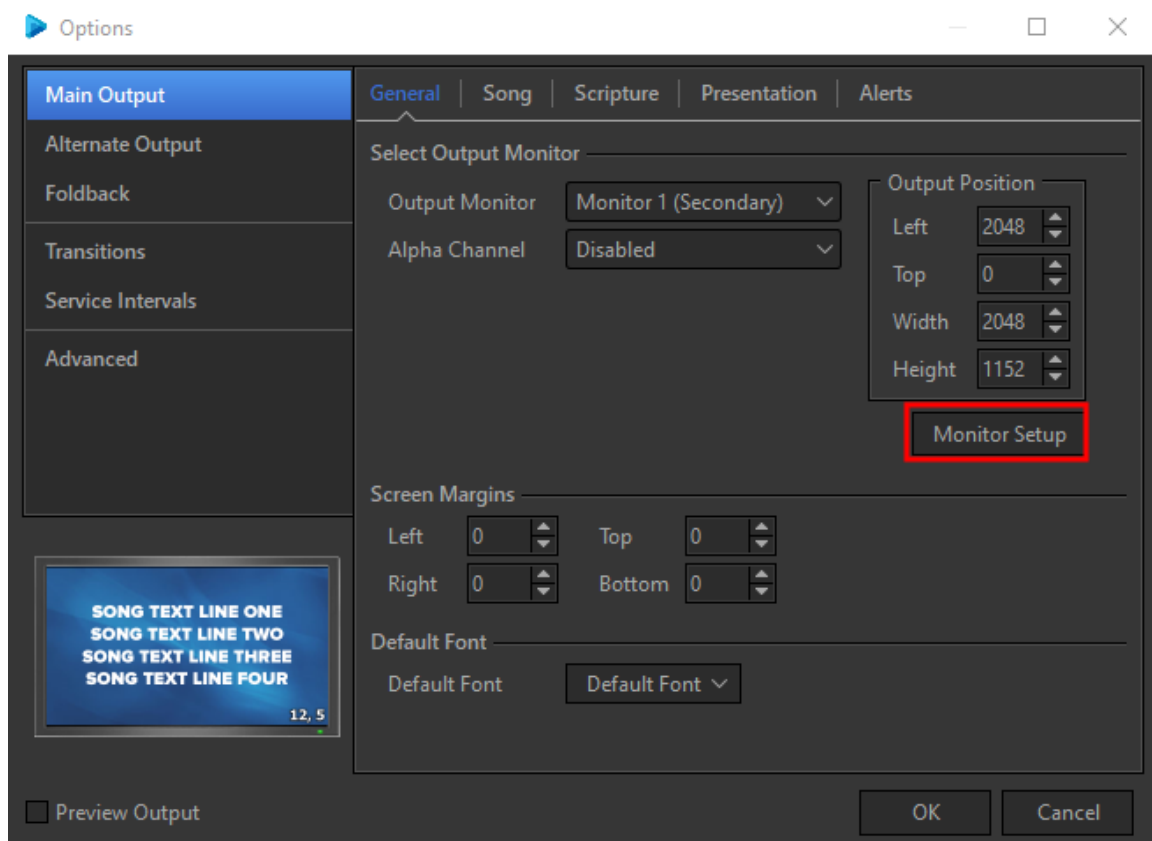 Options
Main Output
Alternate Output
Foldback
Transitions
Service Intervals
Advanced
General Song Scripture Presentation Alerts
Select Output Monitor
Output Monitor Monitor 1 (Secondary)
Alpha Channel Disabled
Output Position
Left 2048
Top 0
Width 2048
Height 1152
Monitor Setup
Screen Margins
Left 0 Top 0
Right 0 Bottom 0
Default Font
Default Font Default Font
SONG TEXT LINE ONE
SONG TEXT LINE TWO
SONG TEXT LINE THREE
SONG TEXT LINE FOUR
12, 5
Preview Output
OK Cancel